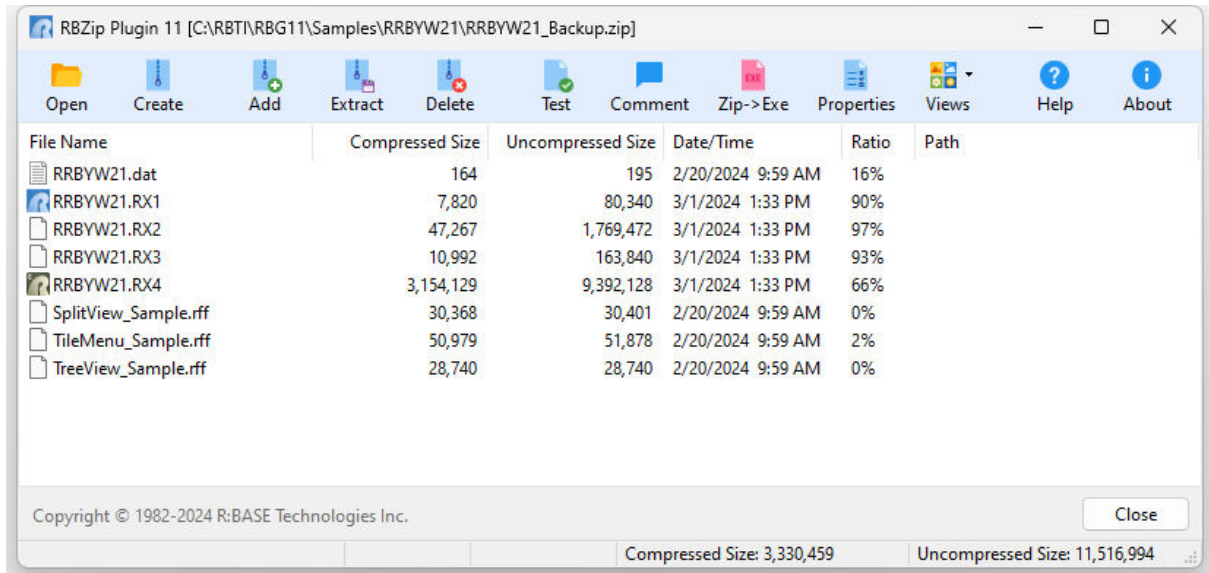 RBZip Plugin 11 [C:\RBTI\RBG11\Samples\RRBYW21\RRBYW21_Backup.zip]
Open Create Add Extract Delete Test Comment EXE Zip->Exe Properties Views Help About
File Name Compressed Size Uncompressed Size Date/Time Ratio Path
RRBYW21.dat 164 195 2/20/2024 9:59 AM 16%
RRBYW21.RX1 7,820 80,340 3/1/2024 1:33 PM 90%
RRBYW21.RX2 47,267 1,769,472 3/1/2024 1:33 PM 97%
RRBYW21.RX3 10,992 163,840 3/1/2024 1:33 PM 93%
RRBYW21.RX4 3,154,129 9,392,128 3/1/2024 1:33 PM 66%
SplitView_Sample.rff 30,368 30,401 2/20/2024 9:59 AM 0%
TileMenu_Sample.rff 50,979 51,878 2/20/2024 9:59 AM 2%
TreeView_Sample.rff 28,740 28,740 2/20/2024 9:59 AM 0%
Copyright © 1982-2024 R:BASE Technologies Inc. Close
Compressed Size: 3,330,459 Uncompressed Size: 11,516,994